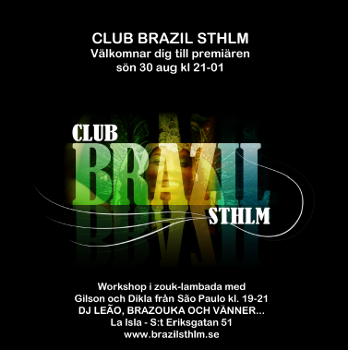 CLUB BRAZIL STHLM
Välkomnar dig till premiären
sön 30 aug kl 21-01
CLUB
BRAZIL
STHLM
Workshop i zouk-lambada med
Gilson och Dikla från São Paulo kl. 19-21
DJ LEÃO, BRAZOUKA OCH VÄNNER...
La Isla - S:t Eriksgatan 51
www.brazilsthlm.se